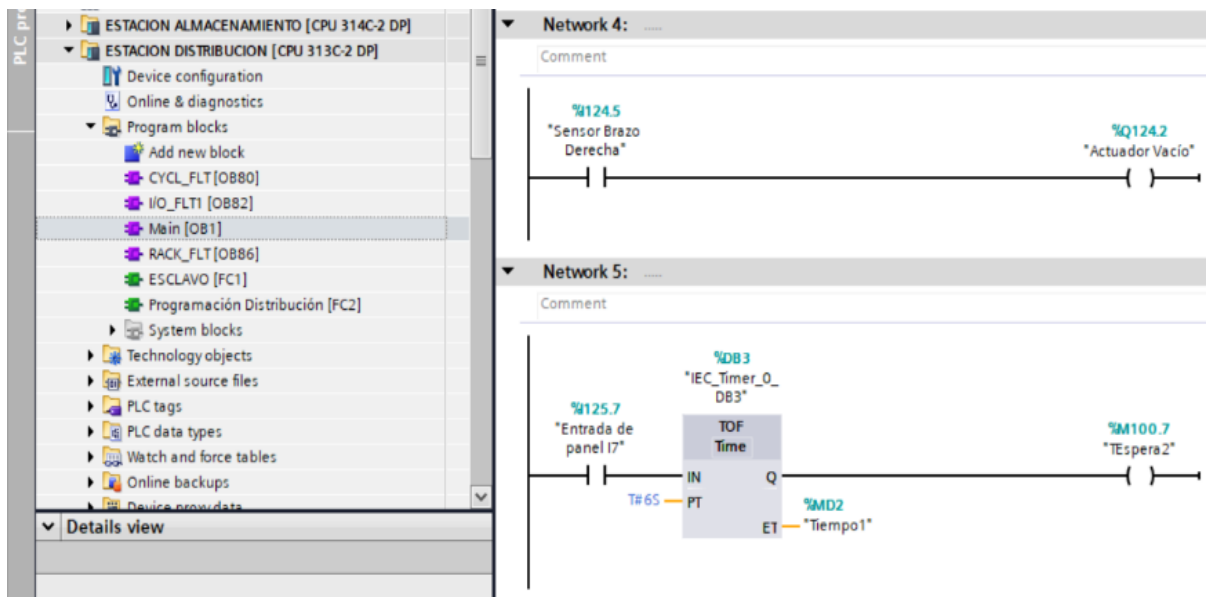 PLC pro
ESTACION ALMACENAMIENTO [CPU 314C-2 DP]
ESTACION DISTRIBUCION [CPU 313C-2 DP]
Device configuration
Online & diagnostics
Program blocks
Add new block
CYCL_FLT [OB80]
I/O_FLT1 [OB82]
Main [OB1]
RACK_FLT [OB86]
ESCLAVO [FC1]
Programación Distribución [FC2]
System blocks
Technology objects
External source files
PLC tags
PLC data types
Watch and force tables
Online backups
Device proxy data
Details view
Network 4: .....
Comment
%I124.5
"Sensor Brazo
Derecha"
%Q124.2
"Actuador Vacío"
Network 5: .....
Comment
%DB3
"IEC_Timer_0_
DB3"
%I125.7
"Entrada de
panel I7"
TOF
Time
%M100.7
"TEspera2"
IN Q
T#6S PT
%MD2
ET "Tiempo1"